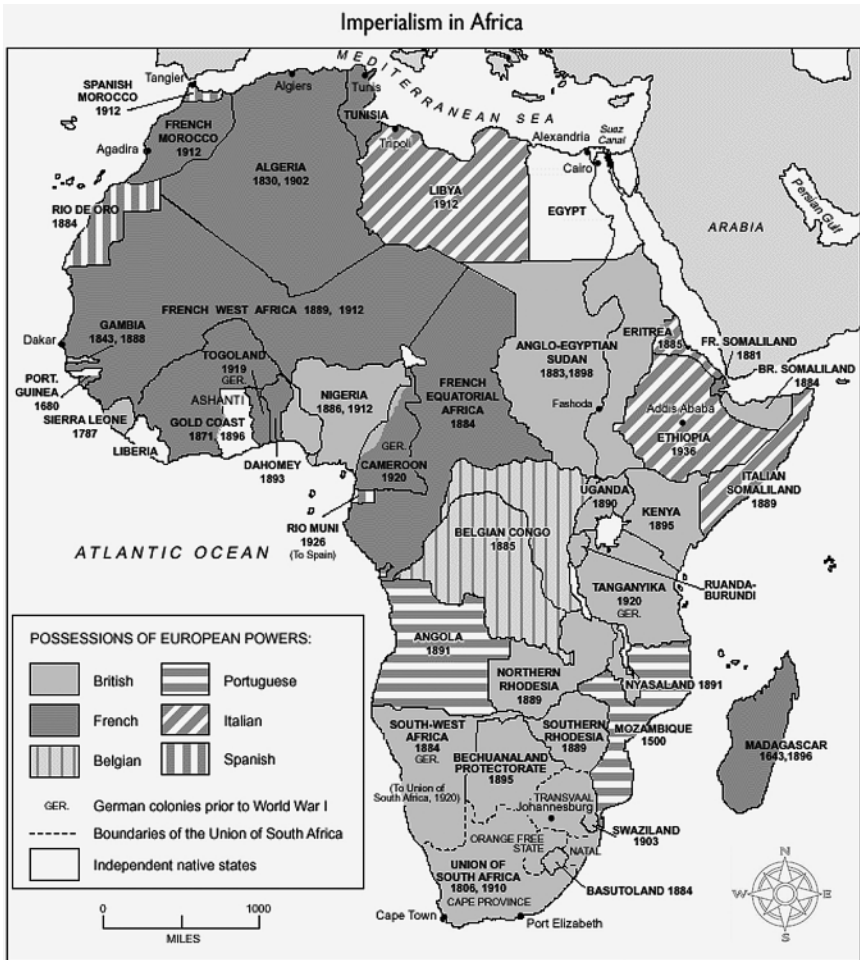 Imperialism in Africa
MEDITERRANEAN SEA
Tangier
Algiers
Tunis
SPANISH
MOROCCO
1912
FRENCH
MOROCCO
1912
Agadira
TUNISIA
Tripoli
Alexandria
Suez
Canal
Cairo
ALGERIA
1830, 1902
LIBYA
1912
EGYPT
Persian Gulf
ARABIA
RIO DE ORO
1884
FRENCH WEST AFRICA 1889, 1912
Dakar
GAMBIA
1843, 1888
TOGOLAND
1919
GER.
ANGLO-EGYPTIAN
SUDAN
1883,1898
ERITREA
1885
FR. SOMALILAND
1881
BR. SOMALILAND
1884
PORT.
GUINEA
1680
ASHANTI
NIGERIA
1886, 1912
FRENCH
EQUATORIAL
AFRICA
1884
Fashoda
Addis Ababa
ETHIOPIA
1936
SIERRA LEONE
1787
GOLD COAST
1871, 1896
LIBERIA
DAHOMEY
1893
GER.
CAMEROON
1920
ITALIAN
SOMALILAND
1889
UGANDA
1890
KENYA
1895
RIO MUNI
1926
(To Spain)
BELGIAN CONGO
1885
ATLANTIC OCEAN
RUANDA-
BURUNDI
TANGANYIKA
1920
GER.
ANGOLA
1891
NORTHERN
RHODESIA
1889
NYASALAND 1891
SOUTH-WEST
AFRICA
1884
GER.
SOUTHERN
RHODESIA
1889
MOZAMBIQUE
1500
MADAGASCAR
1643,1896
BECHUANALAND
PROTECTORATE
1895
(To Union of
South Africa, 1920)
TRANSVAAL
Johannesburg
SWAZILAND
1903
ORANGE FREE
STATE
NATAL
UNION OF
SOUTH AFRICA
1806, 1910
BASUTOLAND 1884
CAPE PROVINCE
Cape Town
Port Elizabeth
POSSESSIONS OF EUROPEAN POWERS:
British
Portuguese
French
Italian
Belgian
Spanish
GER. German colonies prior to World War I
Boundaries of the Union of South Africa
Independent native states
0 1000
MILES
N
W E
S